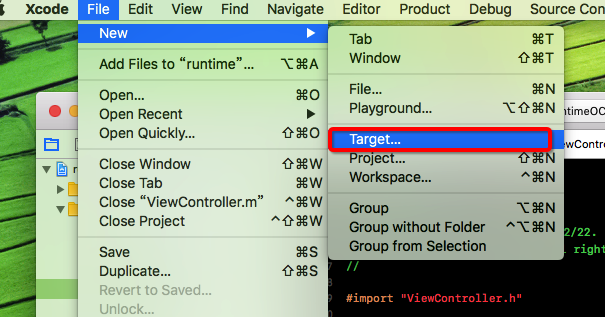 Xcode File Edit View Find Navigate Editor Product Debug Source Con
New
Add Files to “runtime”... ⌥⌘A
Open... ⌘O
Open Recent
Open Quickly... ⇧⌘O
Close Window ⇧⌘W
Close Tab ⌘W
Close “ViewController.m” ^⌘W
Close Project ^⇧⌘W
Save ⌘S
Duplicate... ⇧⌘S
Revert to Saved...
Unlock...
Tab ⌘T
Window ⇧⌘T
File... ⌘N
Playground... ⌥⇧⌘N
Target...
Project... ⇧⌘N
Workspace... ^⌘N
Group ⌥⌘N
Group without Folder ^⌥⌘N
Group from Selection
ntimeOC
ewContro
2/22.
l right
//
#import "ViewController.h"